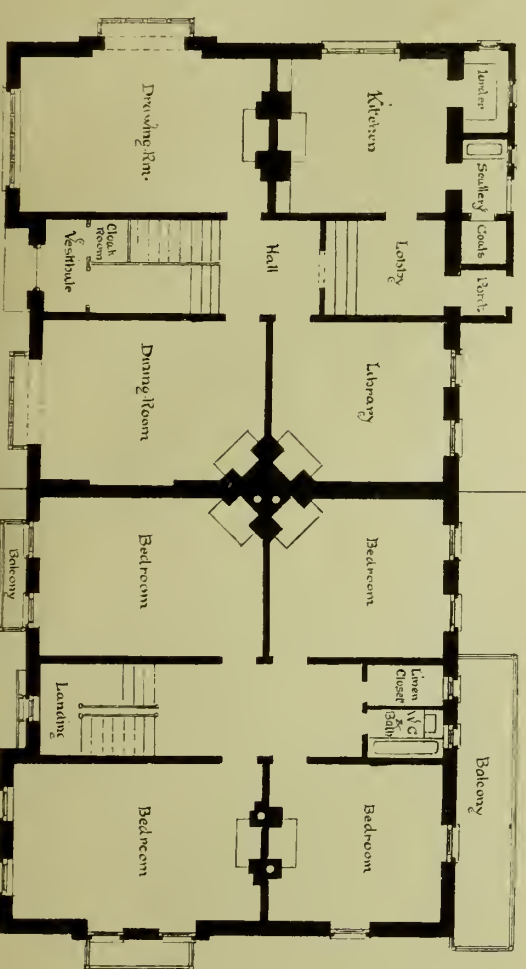 Larder
Scullery
Coals
Porch
Kitchen
Lobby
Library
Bedroom
Linen
Closet
W.C
&
Bath
Bedroom
Balcony
Hall
Drawing.Rm.
Cloak
Room
Vestibule
Dining.Room
Bedroom
Landing
Bedroom
Balcony